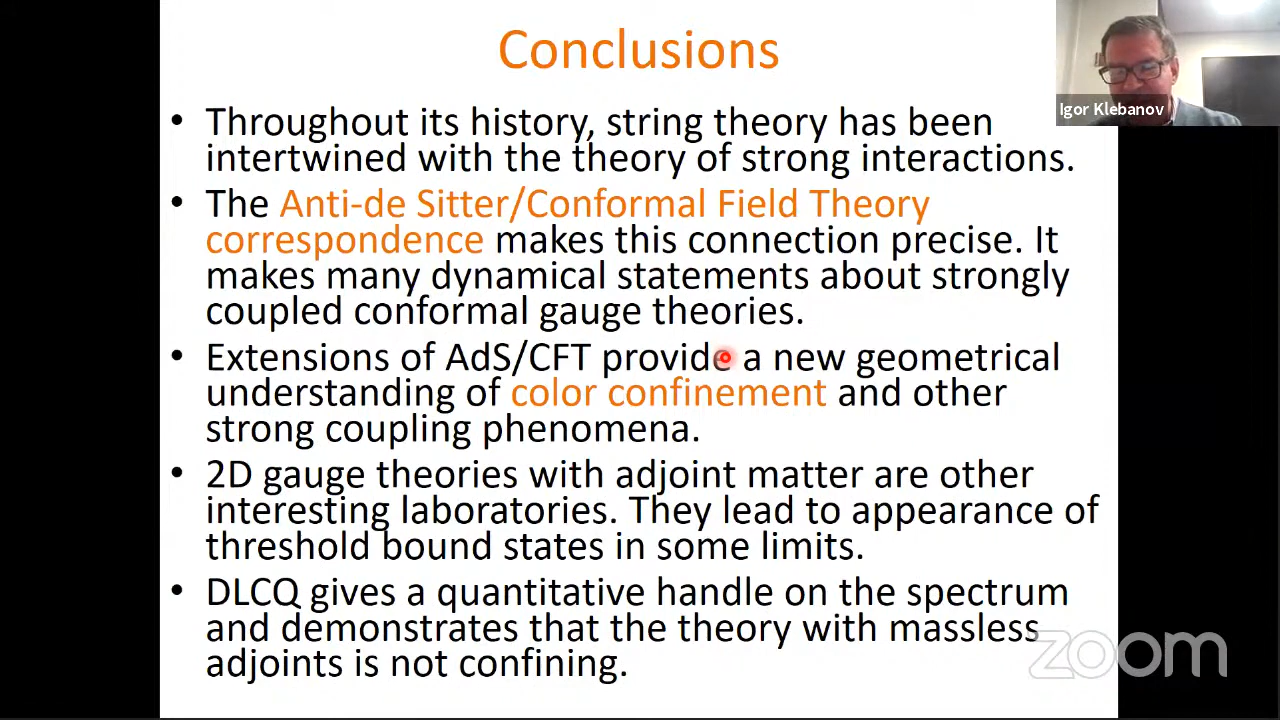 Conclusions
Igor Klebanov
• Throughout its history, string theory has been
intertwined with the theory of strong interactions.
• The Anti-de Sitter/Conformal Field Theory
correspondence makes this connection precise. It
makes many dynamical statements about strongly
coupled conformal gauge theories.
• Extensions of AdS/CFT provide a new geometrical
understanding of color confinement and other
strong coupling phenomena.
• 2D gauge theories with adjoint matter are other
interesting laboratories. They lead to appearance of
threshold bound states in some limits.
• DLCQ gives a quantitative handle on the spectrum
and demonstrates that the theory with massless
adjoints is not confining.
zoom